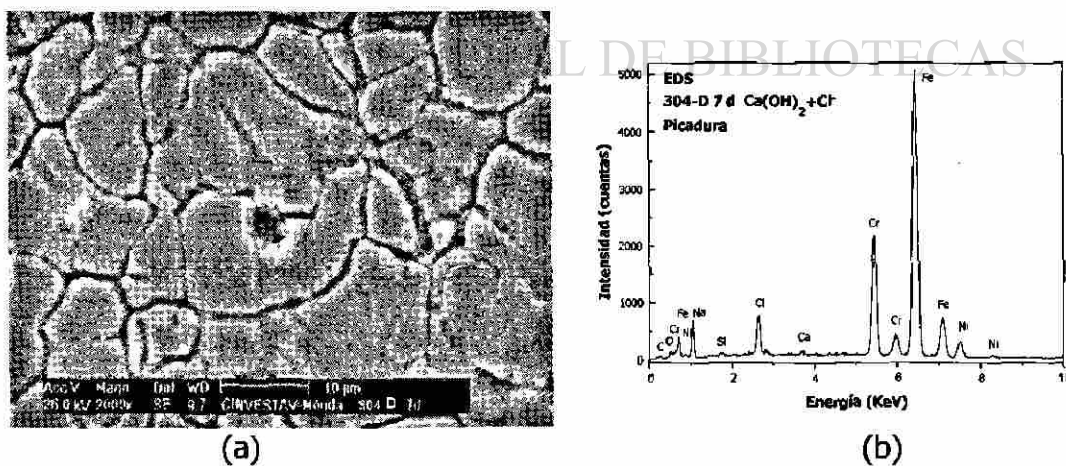 L DE BIBLIOTECAS
Acc.V Magn Det WD 10 µm
20.0 kV 2000x SE 9.7 CINVESTAV-Mérida 304 D 7d
(a)
EDS
304-D 7 d Ca(OH)2+Cl-
Picadura
Intensidad (cuentas)
5000
4000
3000
2000
1000
0
C
O
Cr
Fe
Ni
Na
Si
Cl
Ca
Cr
Cr
Fe
Fe
Ni
Ni
0 2 4 6 8 10
Energía (KeV)
(b)